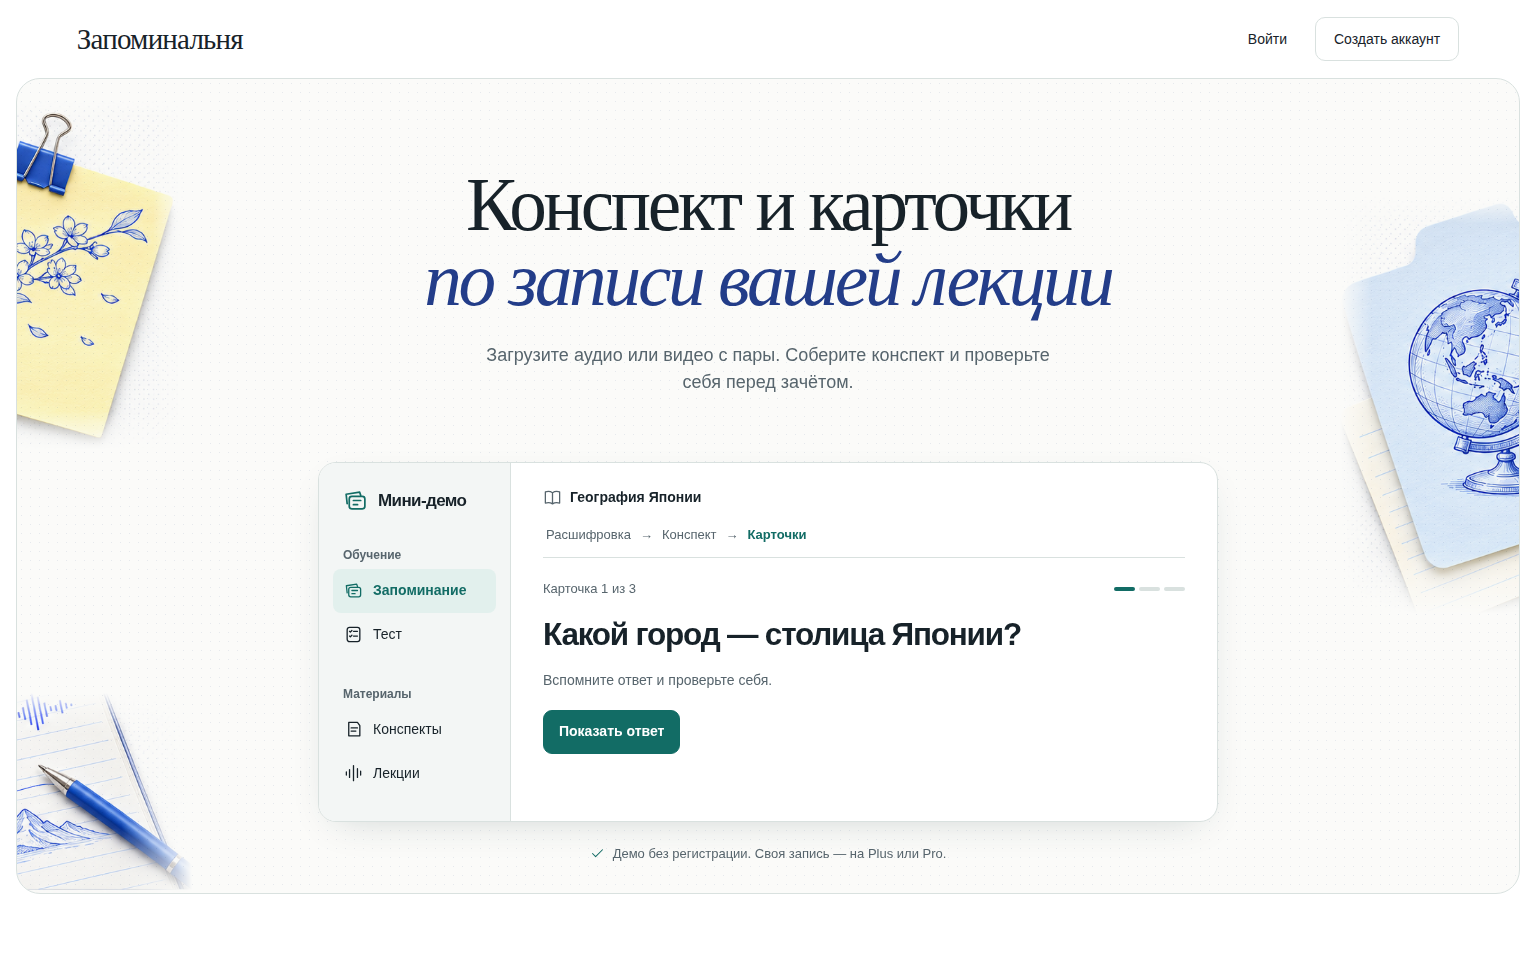 Запоминальня
Войти
Создать аккаунт
Конспект и карточки
по записи вашей лекции
Загрузите аудио или видео с пары. Соберите конспект и проверьте
себя перед зачётом.
Мини-демо
Обучение
Запоминание
Тест
Материалы
Конспекты
Лекции
География Японии
Расшифровка → Конспект → Карточки
Карточка 1 из 3
Какой город — столица Японии?
Вспомните ответ и проверьте себя.
Показать ответ
Демо без регистрации. Своя запись — на Plus или Pro.